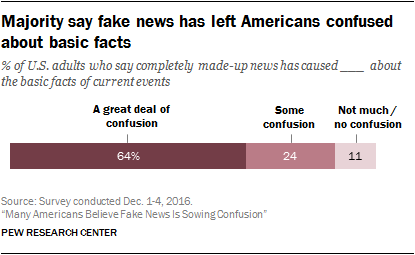 Majority say fake news has left Americans confused
about basic facts
% of U.S. adults who say completely made-up news has caused ___ about
the basic facts of current events
A great deal of
confusion
Some
confusion
Not much /
no confusion
64%
24
11
Source: Survey conducted Dec. 1-4, 2016.
“Many Americans Believe Fake News Is Sowing Confusion”
PEW RESEARCH CENTER